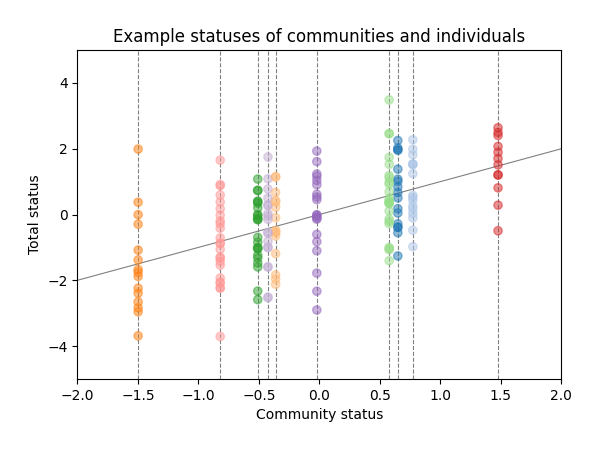 Example statuses of communities and individuals
Total status
4
2
0
−2
−4
−2.0 −1.5 −1.0 −0.5 0.0 0.5 1.0 1.5 2.0
Community status